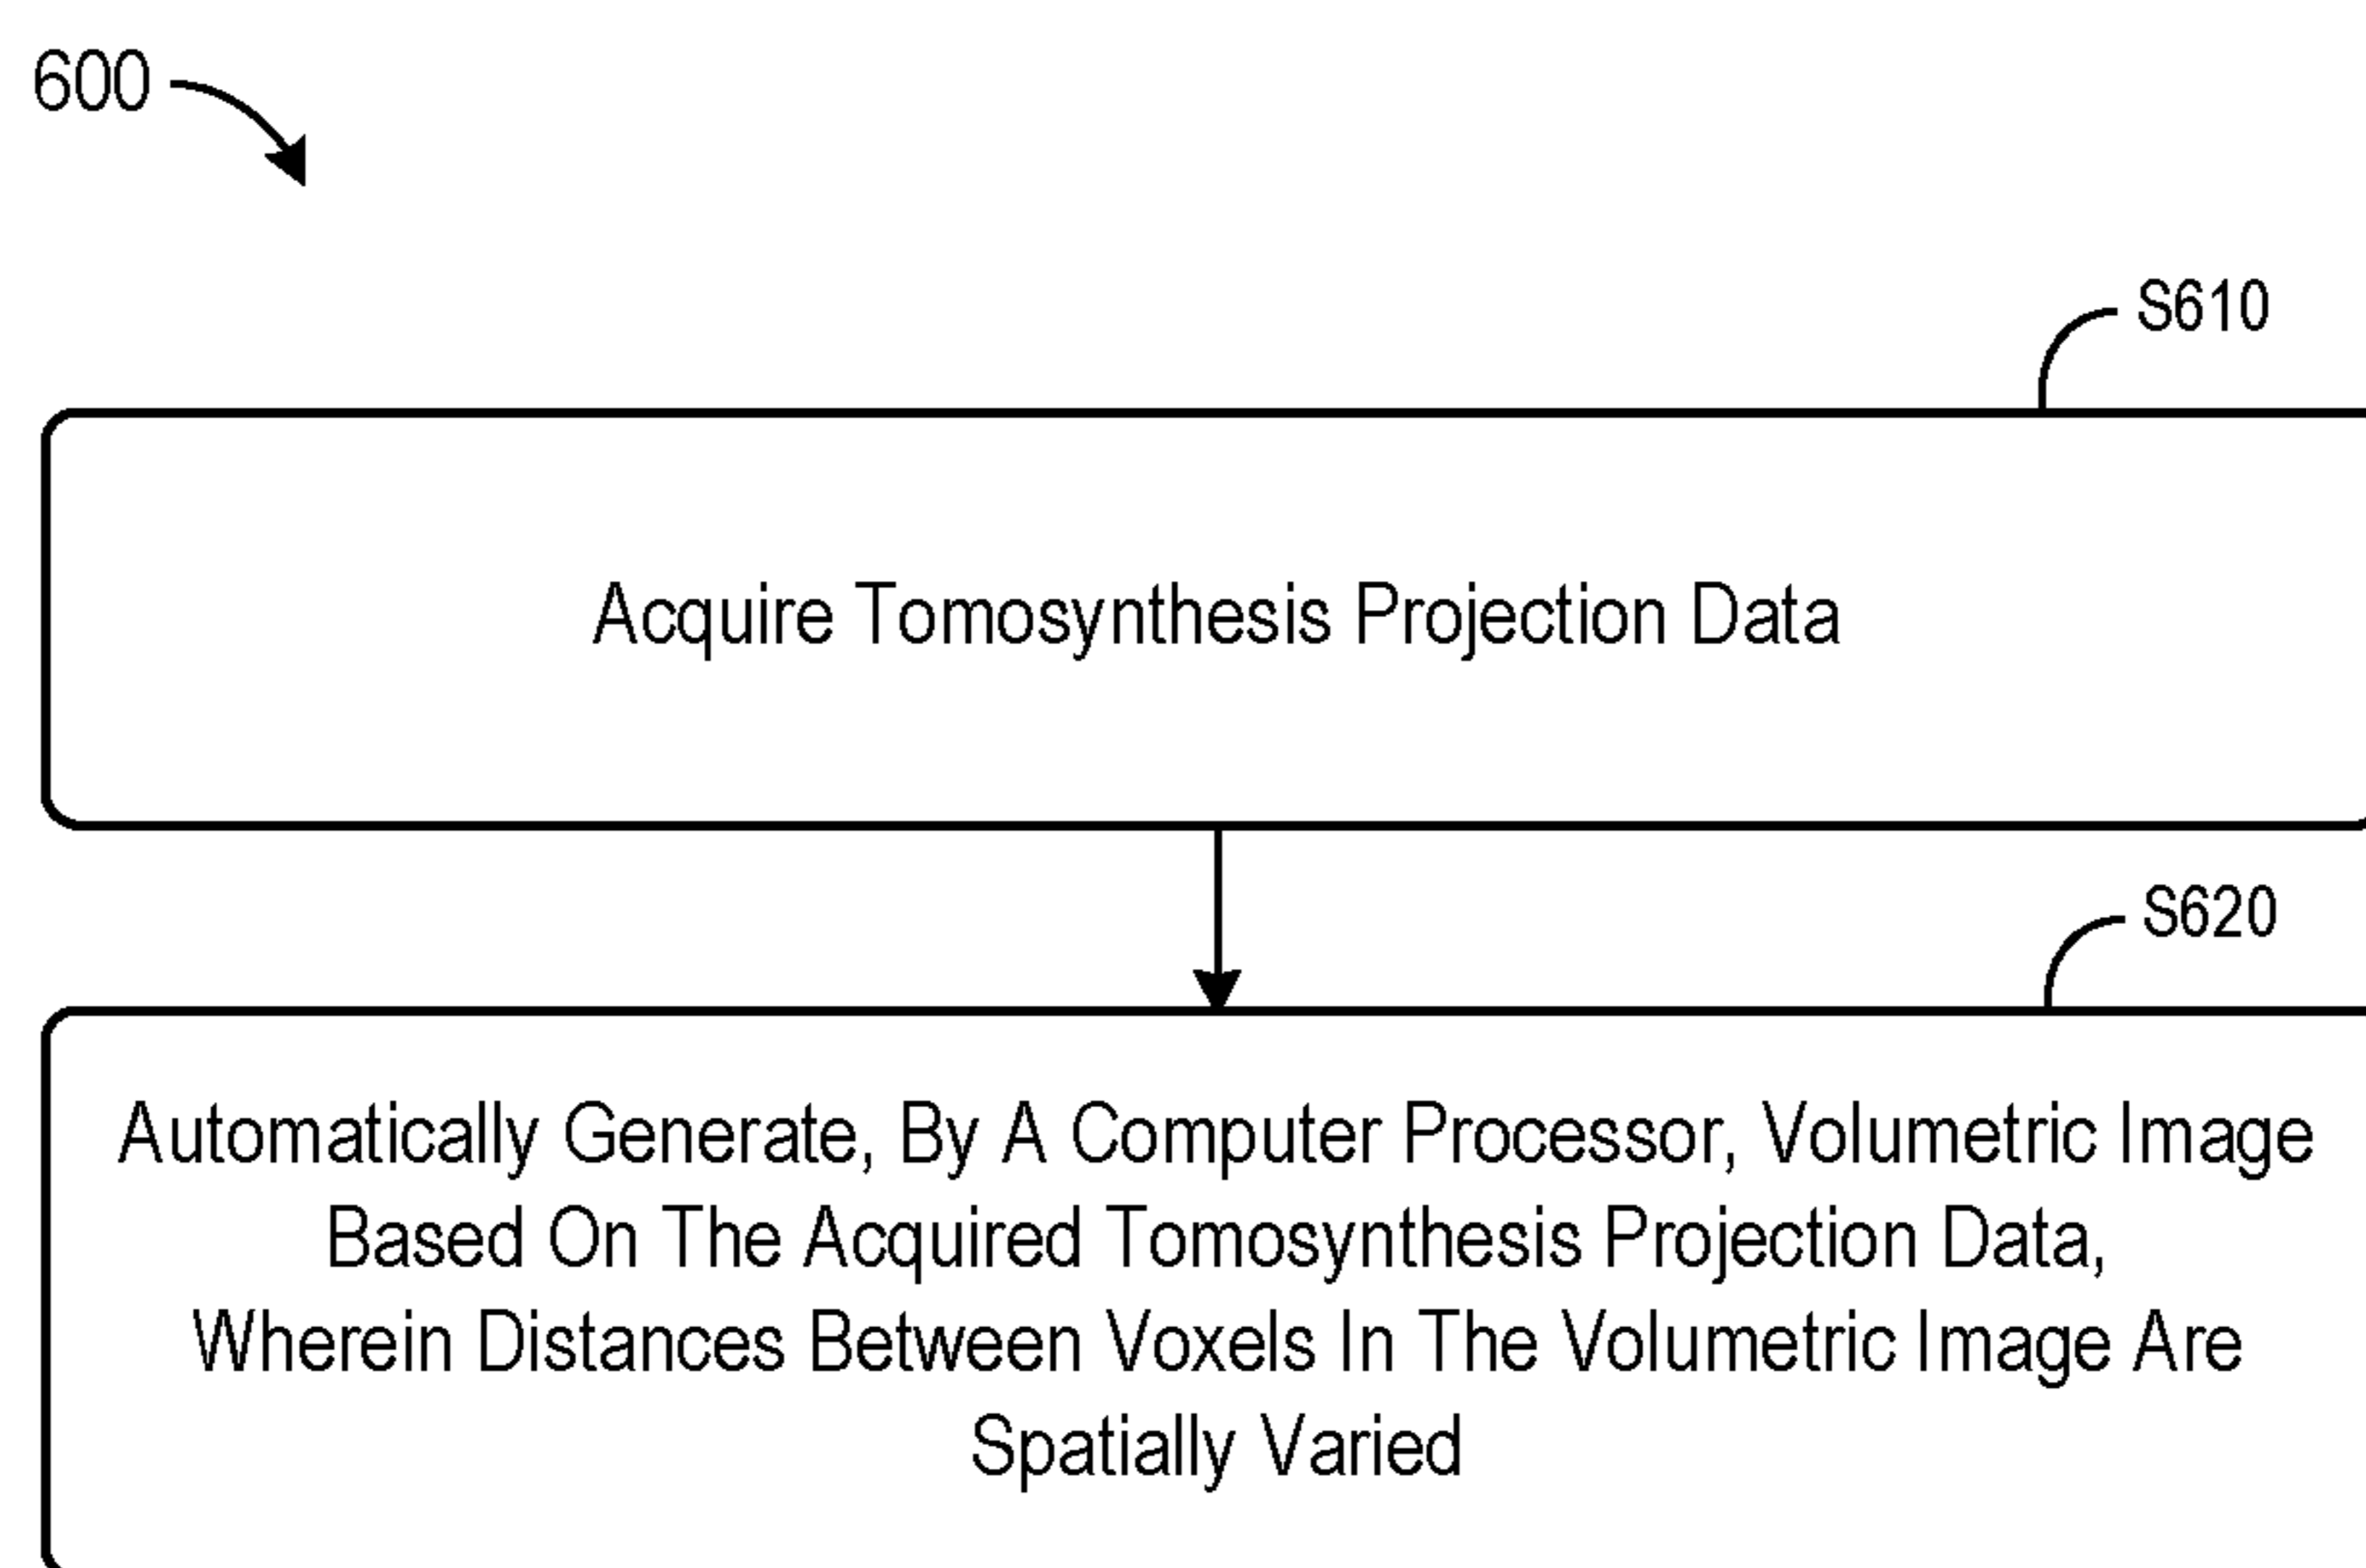 600
S610
Acquire Tomosynthesis Projection Data
S620
Automatically Generate, By A Computer Processor, Volumetric Image
Based On The Acquired Tomosynthesis Projection Data,
Wherein Distances Between Voxels In The Volumetric Image Are
Spatially Varied